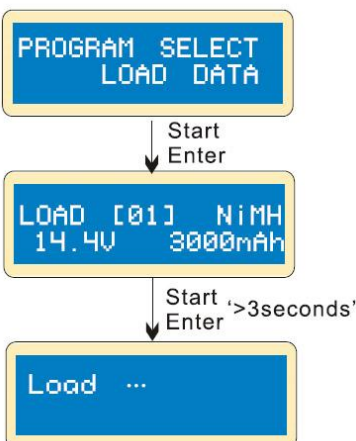 PROGRAM SELECT
LOAD DATA
Start
Enter
LOAD [01] NiMH
14.4V 3000mAh
Start
Enter '>3seconds'
Load ...